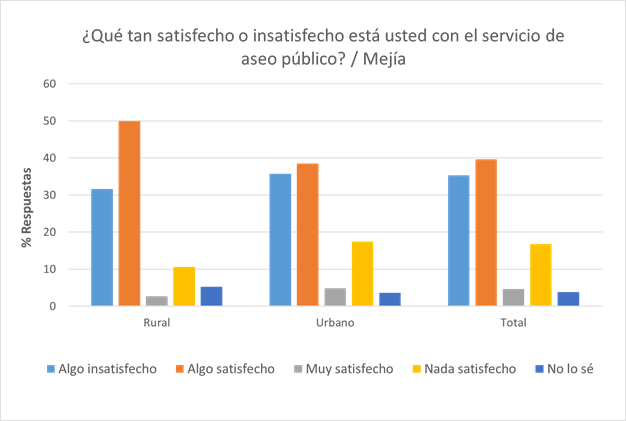 ¿Qué tan satisfecho o insatisfecho está usted con el servicio de
aseo público? / Mejía
60
50
40
30
20
10
0
% Respuestas
Rural
Urbano
Total
Algo insatisfecho
Algo satisfecho
Muy satisfecho
Nada satisfecho
No lo sé